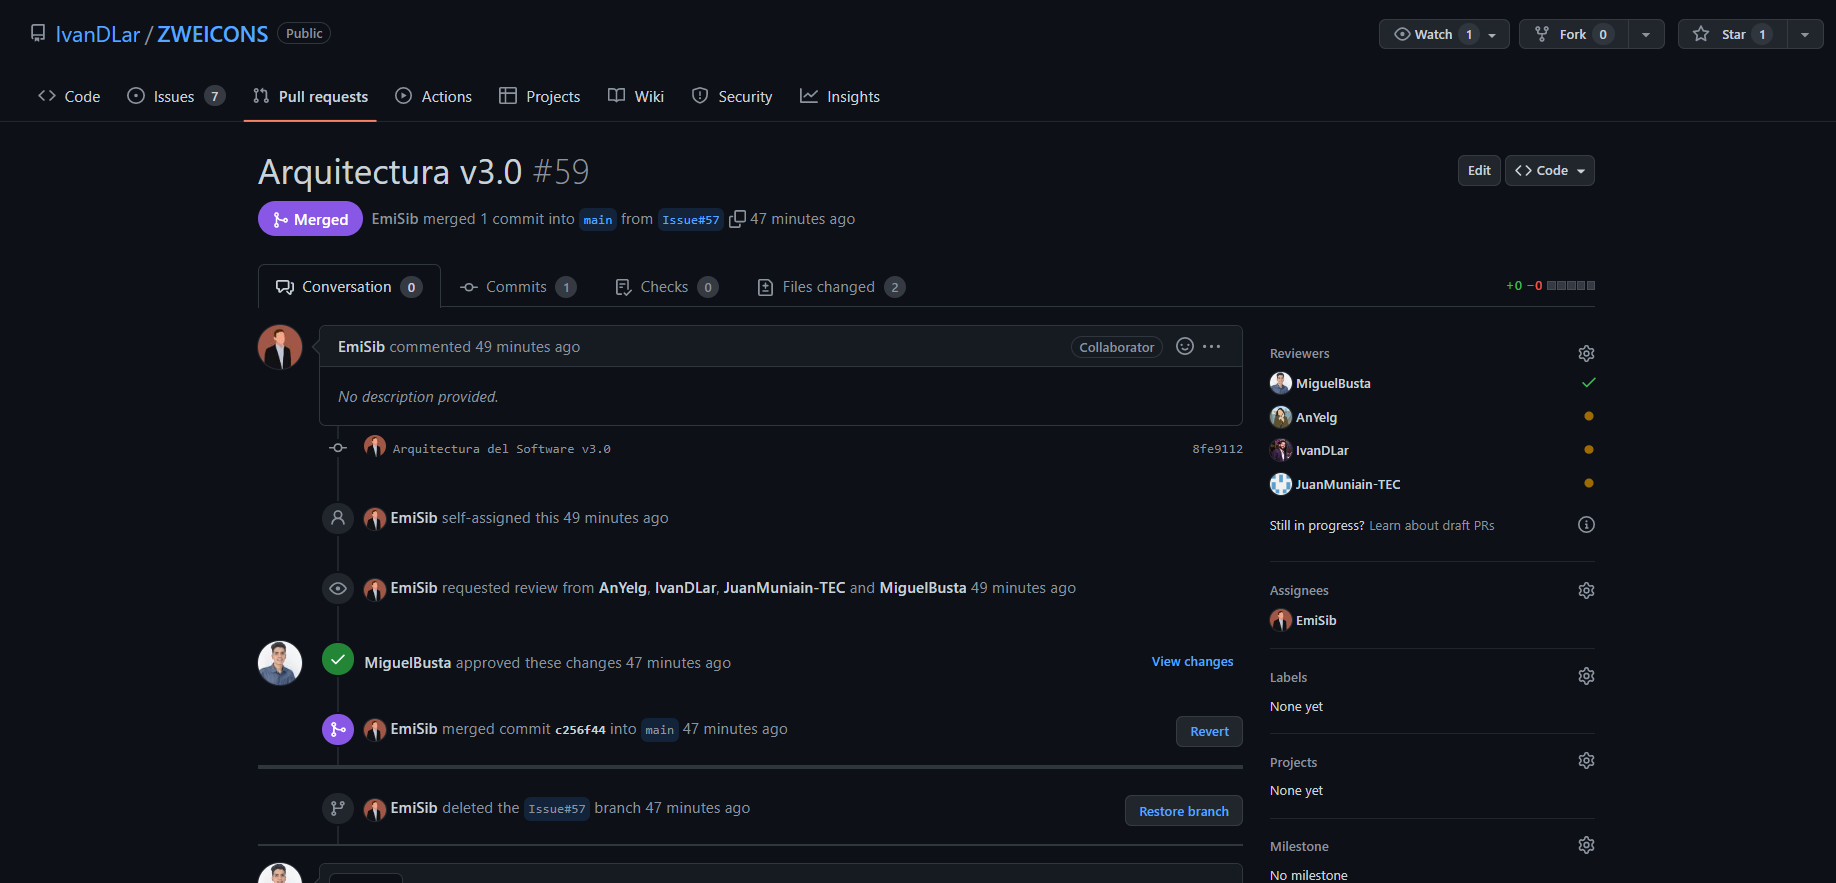 IvanDLar / ZWEICONS Public
Watch 1 Fork 0 Star 1
Code Issues 7 Pull requests Actions Projects Wiki Security Insights
Arquitectura v3.0 #59
Edit Code
Merged EmiSib merged 1 commit into main from Issue#57 47 minutes ago
Conversation 0 Commits 1 Checks 0 Files changed 2
+0 −0
EmiSib commented 49 minutes ago
Collaborator
No description provided.
Arquitectura del Software v3.0
8fe9112
EmiSib self-assigned this 49 minutes ago
EmiSib requested review from AnYelg, IvanDLar, JuanMuniain-TEC and MiguelBusta 49 minutes ago
MiguelBusta approved these changes 47 minutes ago
View changes
EmiSib merged commit c256f44 into main 47 minutes ago
Revert
EmiSib deleted the Issue#57 branch 47 minutes ago
Restore branch
Reviewers
MiguelBusta
AnYelg
IvanDLar
JuanMuniain-TEC
Still in progress? Learn about draft PRs
Assignees
EmiSib
Labels
None yet
Projects
None yet
Milestone
No milestone